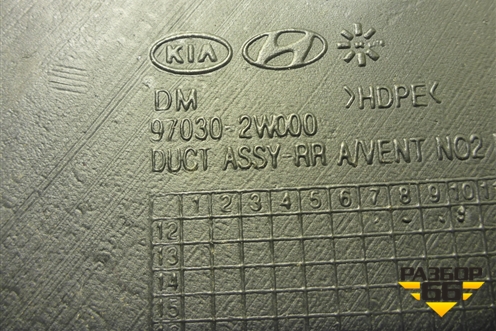 KIA
DM >HDPE<
97030-2W000
DUCT ASSY-RR A/VENT NO2
1 2 3 4 5 6 7 8 9 10 11
12
13
14
15
РАЗБОР
66